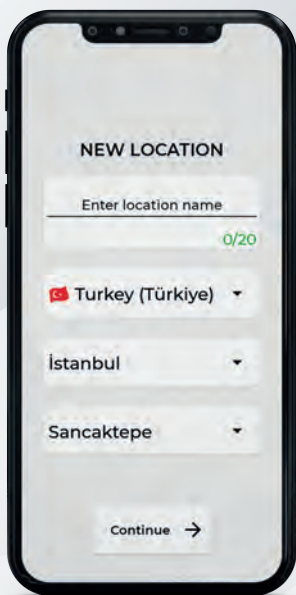 NEW LOCATION
Enter location name
0/20
Turkey (Türkiye)
İstanbul
Sancaktepe
Continue →